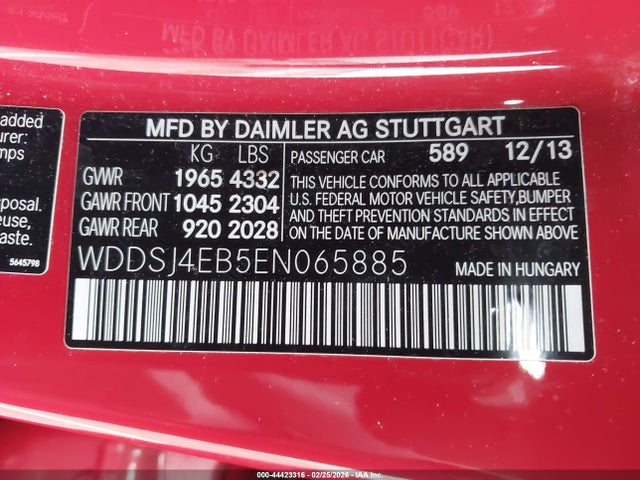 added
urer:
mps
posal.
euse,
aste.
5645798
MFD BY DAIMLER AG STUTTGART
KG LBS
GVWR 1965 4332
GAWR FRONT 1045 2304
GAWR REAR 920 2028
PASSENGER CAR 589 12/13
THIS VEHICLE CONFORMS TO ALL APPLICABLE
U.S. FEDERAL MOTOR VEHICLE SAFETY,BUMPER
AND THEFT PREVENTION STANDARDS IN EFFECT ON
THE DATE OF MANUFACTURE SHOWN ABOVE
WDDSJ4EB5EN065885 MADE IN HUNGARY
000-44423316 - 02/25/2026 - IAA Inc.